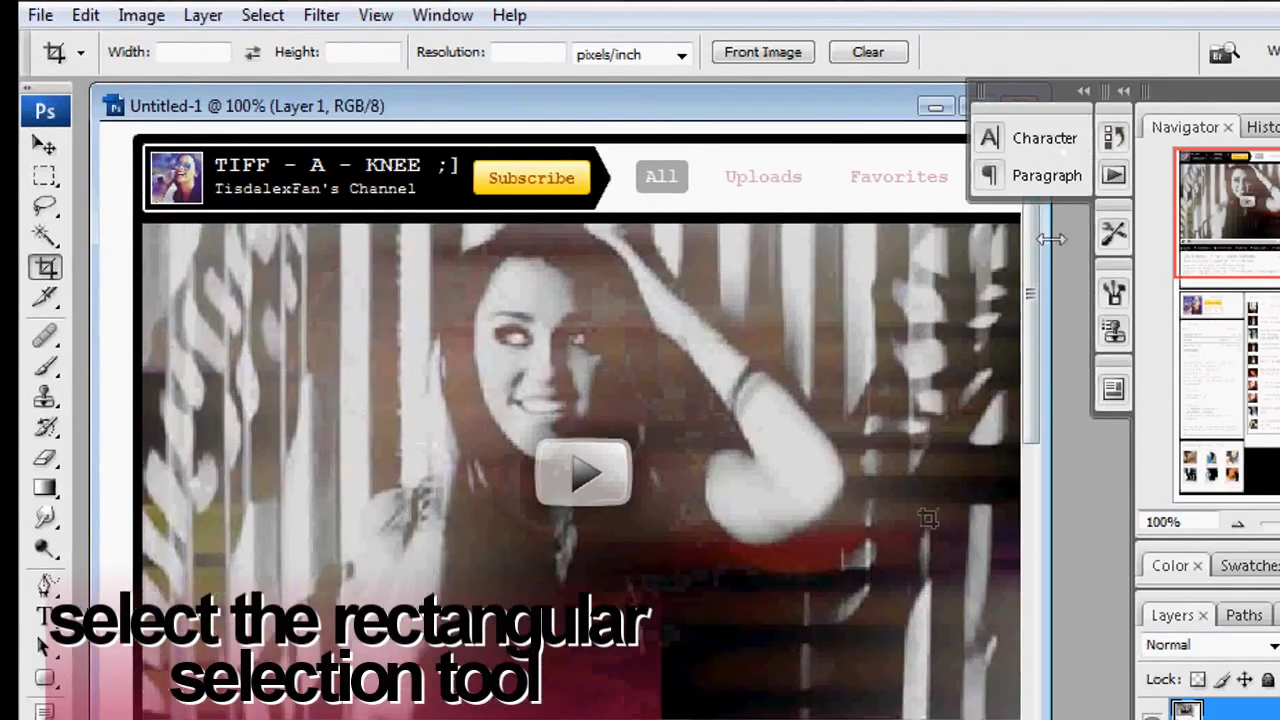 File Edit Image Layer Select Filter View Window Help
Width: Height: Resolution: pixels/inch Front Image Clear
Br
Ps
Untitled-1 @ 100% (Layer 1, RGB/8)
TIFF - A - KNEE ;]
TisdalexFan's Channel
Subscribe
All
Uploads
Favorites
Character
Paragraph
Navigator
Histo
100%
Color
Swatches
Layers
Paths
Normal
Lock:
select the rectangular
selection tool